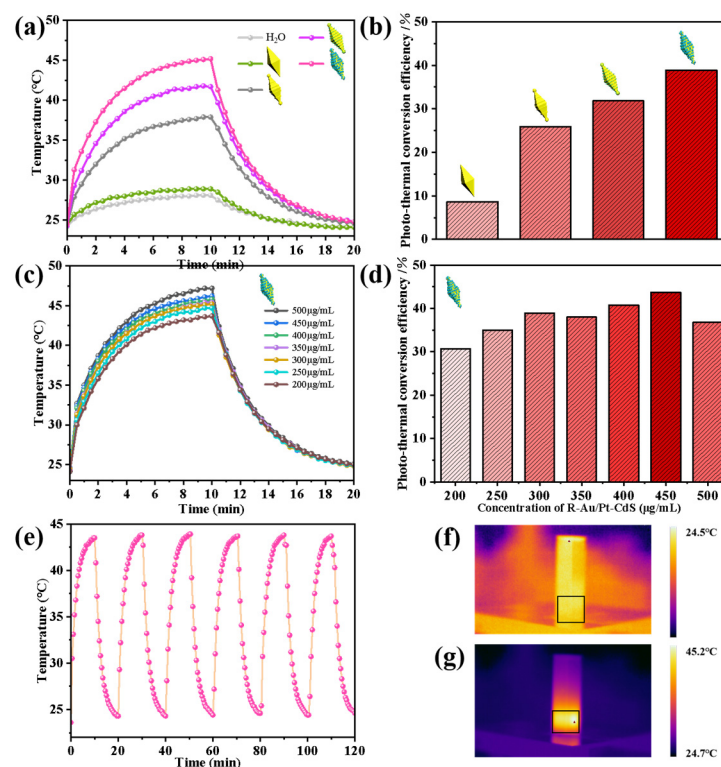 (a)
50
45
40
35
30
25
Temperature (°C)
H₂O
0 2 4 6 8 10 12 14 16 18 20
Time (min)
(b)
50
40
30
20
10
0
Photo-thermal conversion efficiency /%
(c)
50
45
40
35
30
25
Temperature (°C)
500μg/mL
450μg/mL
400μg/mL
350μg/mL
300μg/mL
250μg/mL
200μg/mL
0 2 4 6 8 10 12 14 16 18 20
Time (min)
(d)
50
40
30
20
10
0
Photo-thermal conversion efficiency /%
200 250 300 350 400 450 500
Concentration of R-Au/Pt-CdS (μg/mL)
(e)
45
40
35
30
25
Temperature (°C)
0 20 40 60 80 100 120
Time (min)
(f)
24.5°C
(g)
45.2°C
24.7°C